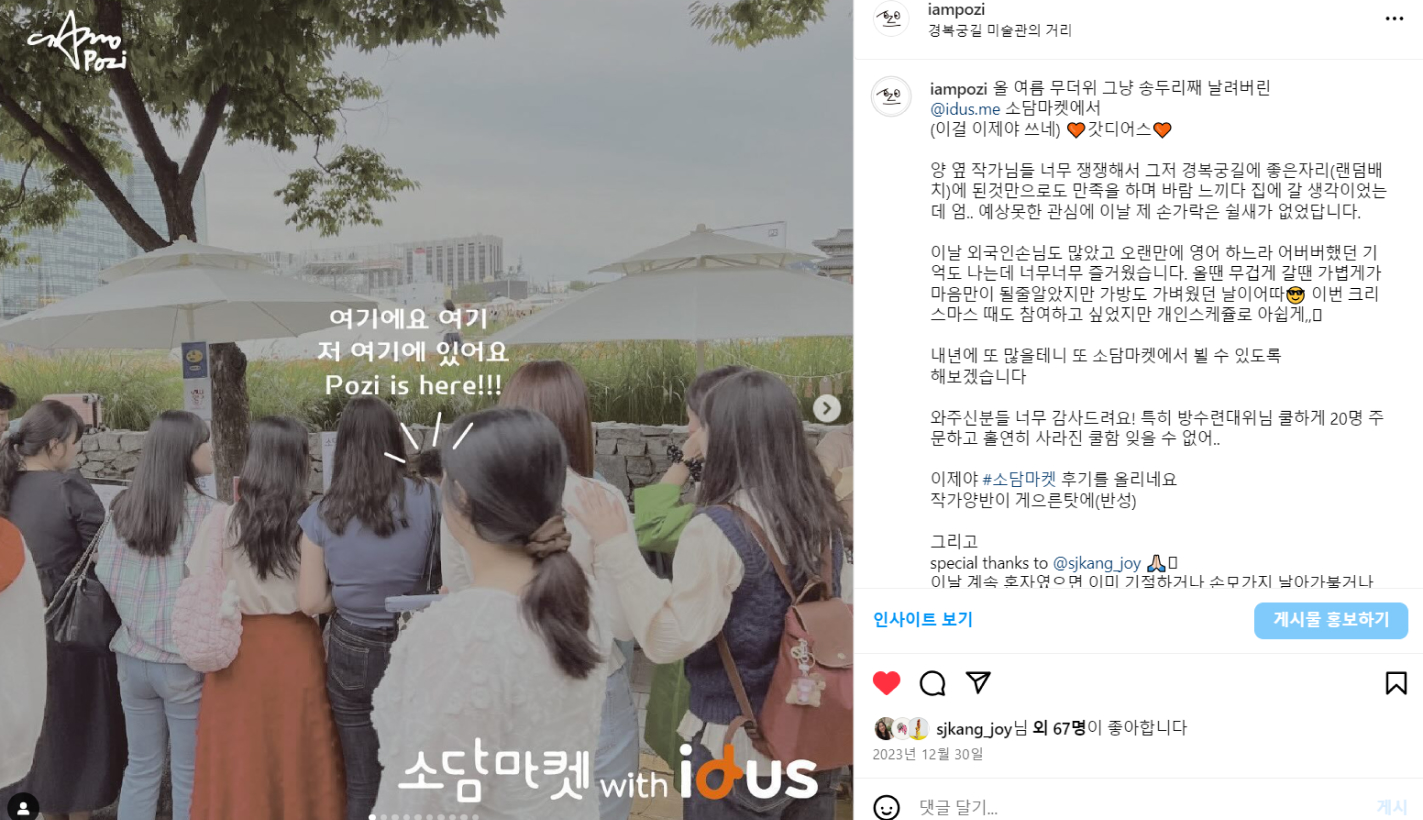 Pozi
여기에요 여기
저 여기에 있어요
Pozi is here!!!
소담마켓 with idus
iampozi
경복궁길 미술관의 거리
iampozi 올 여름 무더위 그냥 송두리째 날려버린
@idus.me 소담마켓에서
(이걸 이제야 쓰네) 🧡갓디어스🧡
양 옆 작가님들 너무 쟁쟁해서 그저 경복궁길에 좋은자리(랜덤배
치)에 된것만으로도 만족을 하며 바람 느끼다 집에 갈 생각이었는
데 엄.. 예상못한 관심에 이날 제 손가락은 쉴새가 없었답니다.
이날 외국인손님도 많았고 오랜만에 영어 하느라 어버버했던 기
억도 나는데 너무너무 즐거웠습니다. 올땐 무겁게 갈땐 가볍게가
마음만이 될줄알았지만 가방도 가벼웠던 날이어따😎 이번 크리
스마스 때도 참여하고 싶었지만 개인스케쥴로 아쉽게,,
내년에 또 많을테니 또 소담마켓에서 뵐 수 있도록
해보겠습니다
와주신분들 너무 감사드려요! 특히 방수련대위님 쿨하게 20명 주
문하고 홀연히 사라진 쿨함 잊을 수 없어..
이제야 #소담마켓 후기를 올리네요
작가양반이 게으른탓에(반성)
그리고
special thanks to @sjkang_joy 🙏🏻
이날 계속 혼자였으면 이미 기절하거나 손모가지 날아가불거나
인사이트 보기
게시물 홍보하기
sjkang_joy님 외 67명이 좋아합니다
2023년 12월 30일
댓글 달기...
게시